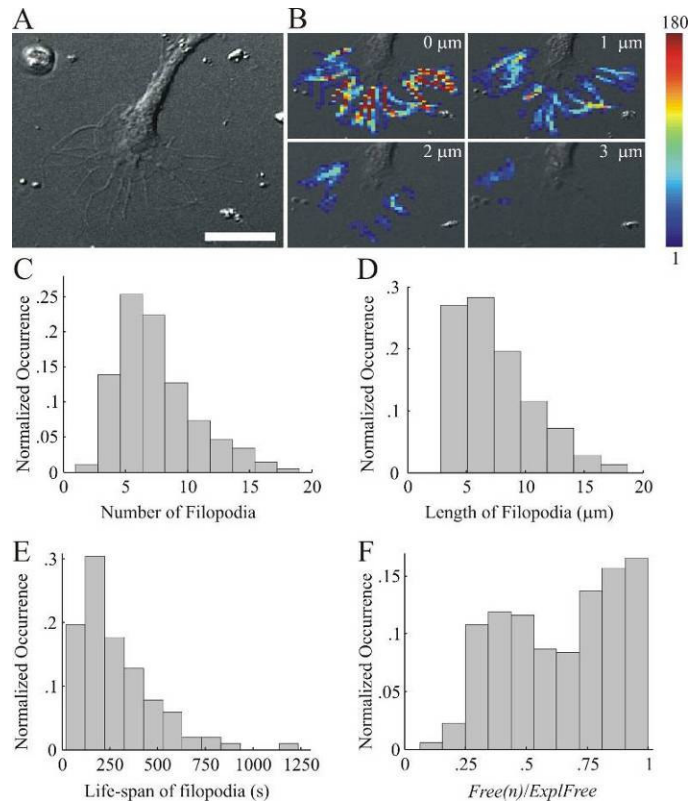 A
B
0 µm
1 µm
2 µm
3 µm
180
1
C
Normalized Occurrence
.25
.2
.15
.1
.05
0
0
5
10
15
20
Number of Filopodia
D
Normalized Occurrence
.3
.2
.1
0
0
5
10
15
20
Length of Filopodia (µm)
E
Normalized Occurrence
.3
.2
.1
0
0
250
500
750
1000
1250
Life-span of filopodia (s)
F
Normalized Occurrence
.15
.1
.05
0
0
.25
.5
.75
1
Free(n)/ExplFree